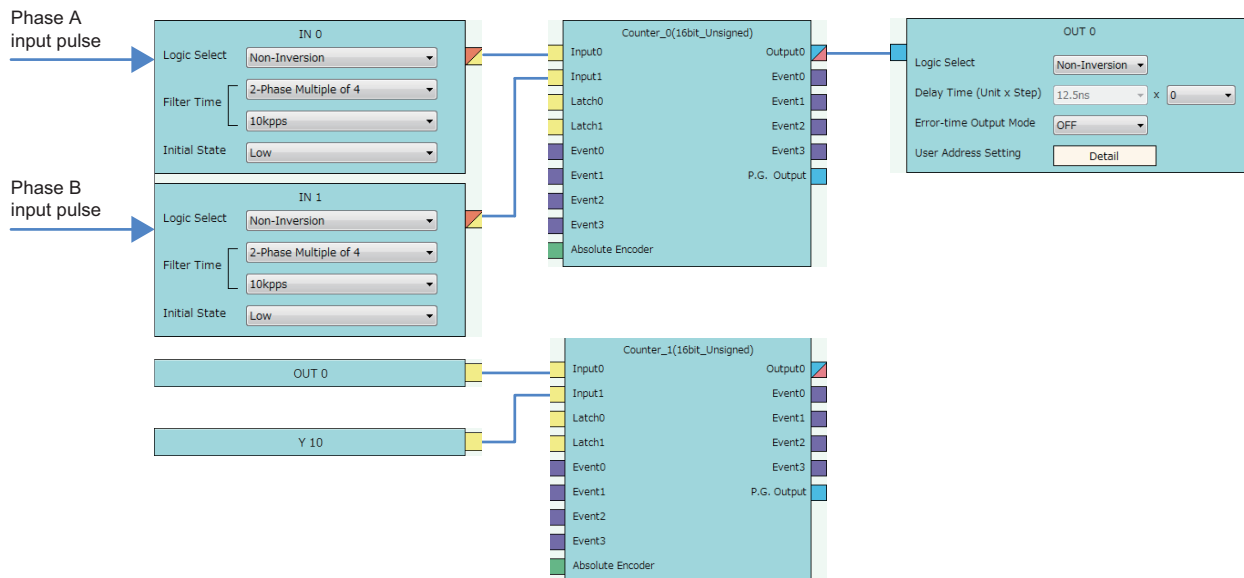 Phase A
input pulse
IN 0
Logic Select
Non-Inversion
Filter Time
2-Phase Multiple of 4
10kpps
Initial State
Low
Phase B
input pulse
IN 1
Logic Select
Non-Inversion
Filter Time
2-Phase Multiple of 4
10kpps
Initial State
Low
Counter_0(16bit_Unsigned)
Input0 Output0
Input1 Event0
Latch0 Event1
Latch1 Event2
Event0 Event3
Event1 P.G. Output
Event2
Event3
Absolute Encoder
OUT 0
Logic Select Non-Inversion
Delay Time (Unit x Step) 12.5ns x 0
Error-time Output Mode OFF
User Address Setting Detail
OUT 0
Y 10
Counter_1(16bit_Unsigned)
Input0 Output0
Input1 Event0
Latch0 Event1
Latch1 Event2
Event0 Event3
Event1 P.G. Output
Event2
Event3
Absolute Encoder